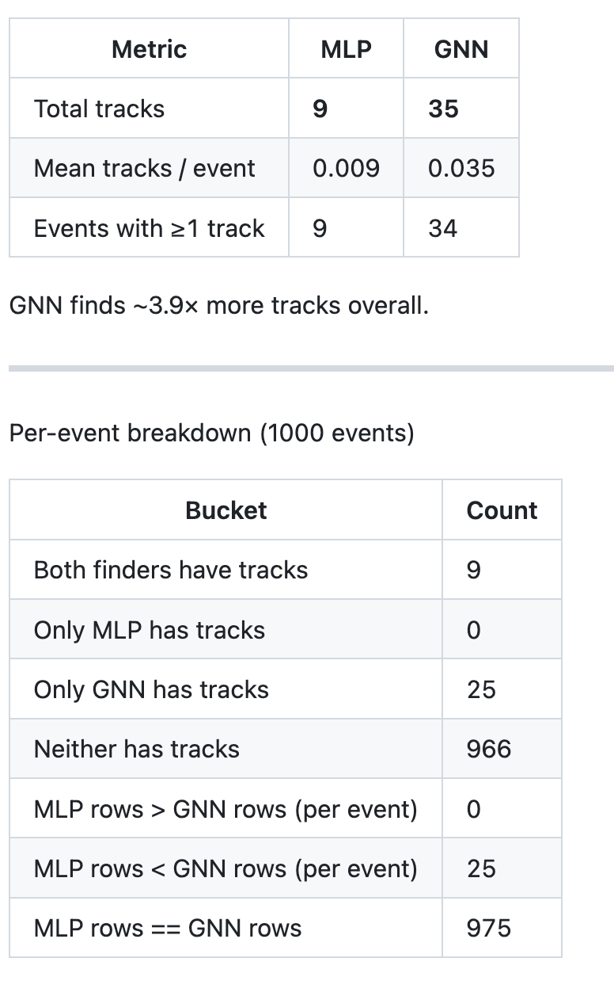 Metric MLP GNN
Total tracks 9 35
Mean tracks / event 0.009 0.035
Events with ≥1 track 9 34
GNN finds ~3.9× more tracks overall.
Per-event breakdown (1000 events)
Bucket Count
Both finders have tracks 9
Only MLP has tracks 0
Only GNN has tracks 25
Neither has tracks 966
MLP rows > GNN rows (per event) 0
MLP rows < GNN rows (per event) 25
MLP rows == GNN rows 975